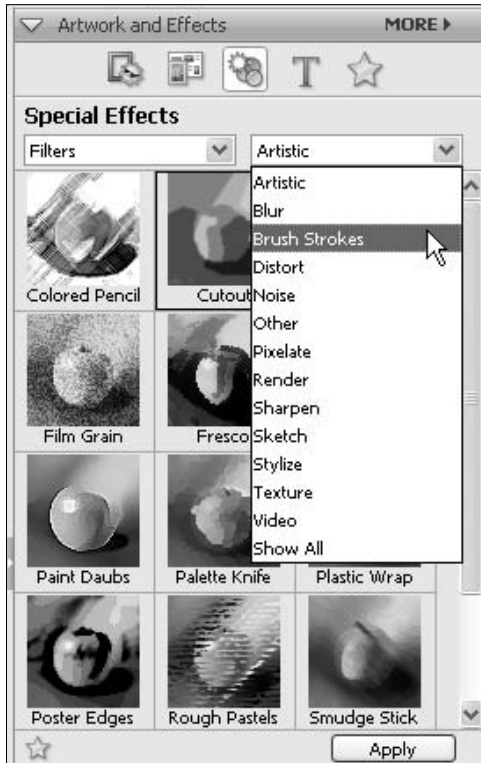 Artwork and Effects MORE
T
Special Effects
Filters Artistic
Artistic
Blur
Brush Strokes
Distort
Noise
Other
Pixelate
Render
Sharpen
Sketch
Stylize
Texture
Video
Show All
Colored Pencil Cutout
Film Grain Fresco
Paint Daubs Palette Knife Plastic Wrap
Poster Edges Rough Pastels Smudge Stick
Apply